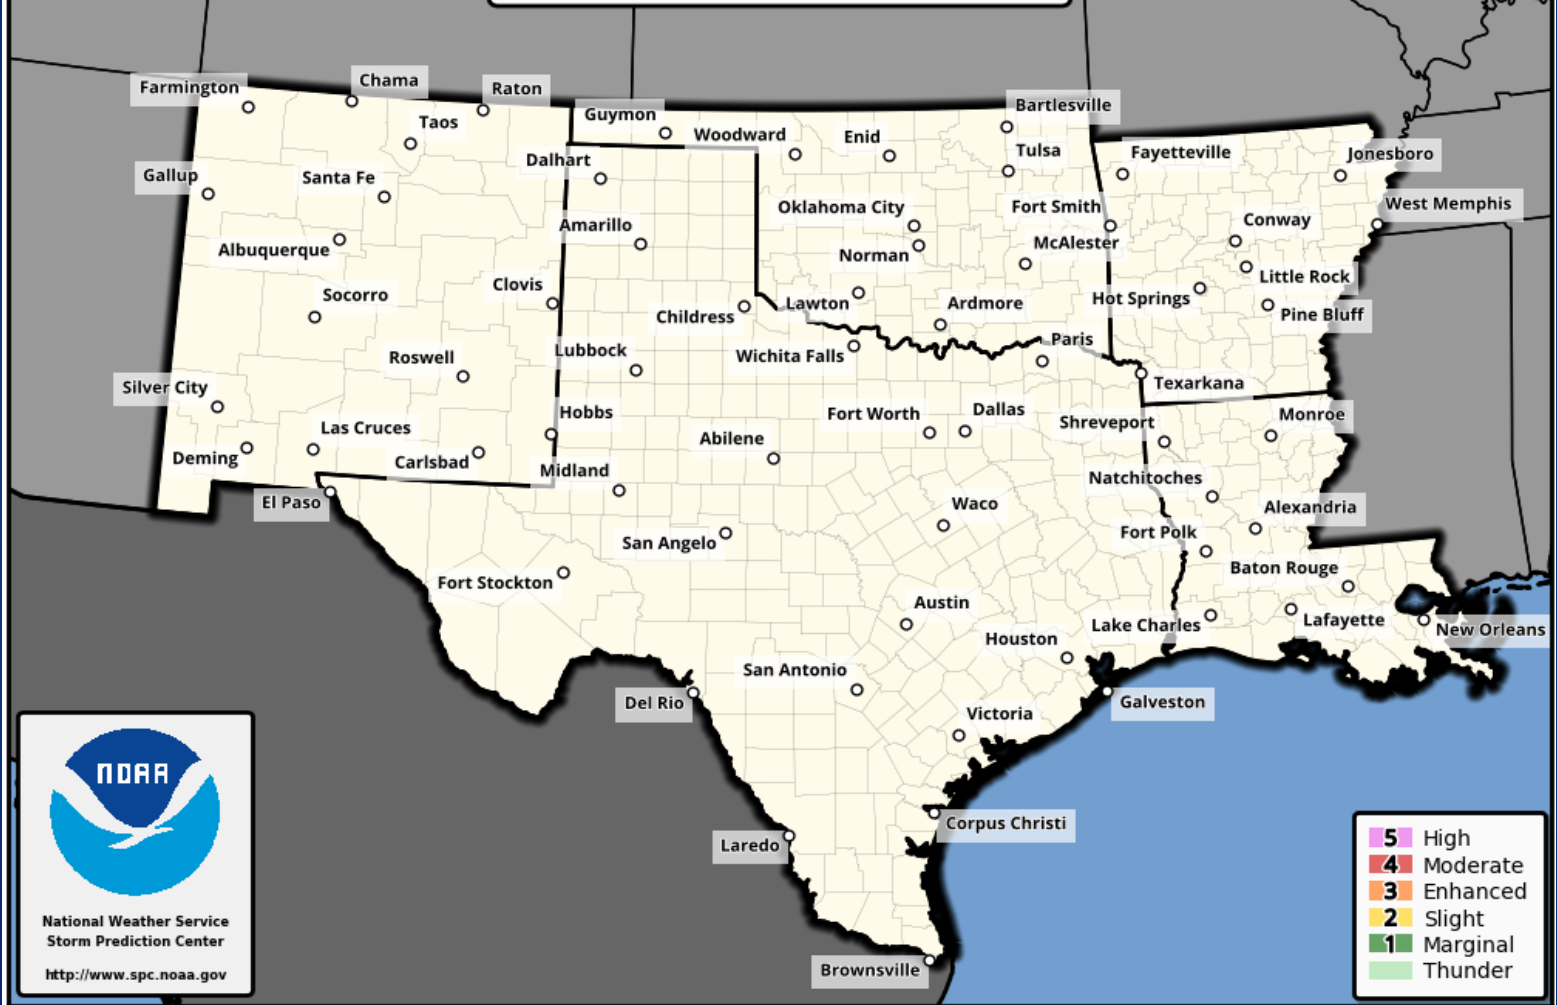 Farmington
Chama
Raton
Taos
Guymon
Woodward
Enid
Bartlesville
Tulsa
Fayetteville
Jonesboro
Gallup
Santa Fe
Dalhart
Amarillo
Oklahoma City
Fort Smith
West Memphis
Albuquerque
Norman
McAlester
Conway
Socorro
Clovis
Childress
Lawton
Ardmore
Hot Springs
Little Rock
Pine Bluff
Roswell
Lubbock
Wichita Falls
Paris
Texarkana
Silver City
Las Cruces
Hobbs
Abilene
Fort Worth
Dallas
Shreveport
Monroe
Deming
Carlsbad
Midland
Natchitoches
El Paso
San Angelo
Waco
Fort Polk
Alexandria
Fort Stockton
Baton Rouge
Austin
Houston
Lake Charles
Lafayette
New Orleans
San Antonio
Del Rio
Victoria
Galveston
Laredo
Corpus Christi
Brownsville
NOAA
National Weather Service
Storm Prediction Center
http://www.spc.noaa.gov
5 High
4 Moderate
3 Enhanced
2 Slight
1 Marginal
Thunder